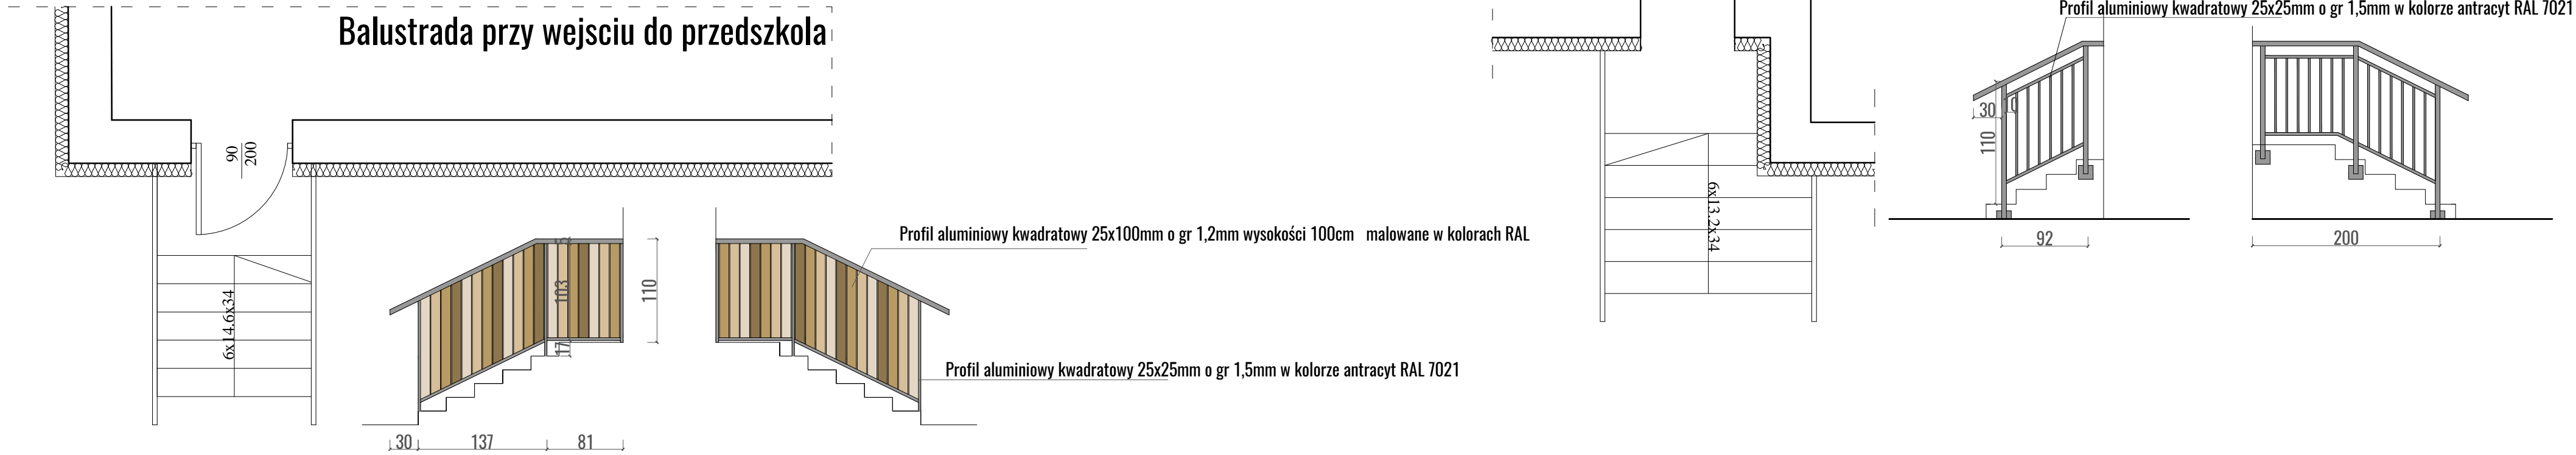 Balustrada przy wejsciu do przedszkola
90
200
6x14.6x34
5
103
17
110
30
137
81
Profil aluminiowy kwadratowy 25x100mm o gr 1,2mm wysokości 100cm malowane w kolorach RAL
Profil aluminiowy kwadratowy 25x25mm o gr 1,5mm w kolorze antracyt RAL 7021
6x13.2x34
Profil aluminiowy kwadratowy 25x25mm o gr 1,5mm w kolorze antracyt RAL 7021
30
10
110
92
200